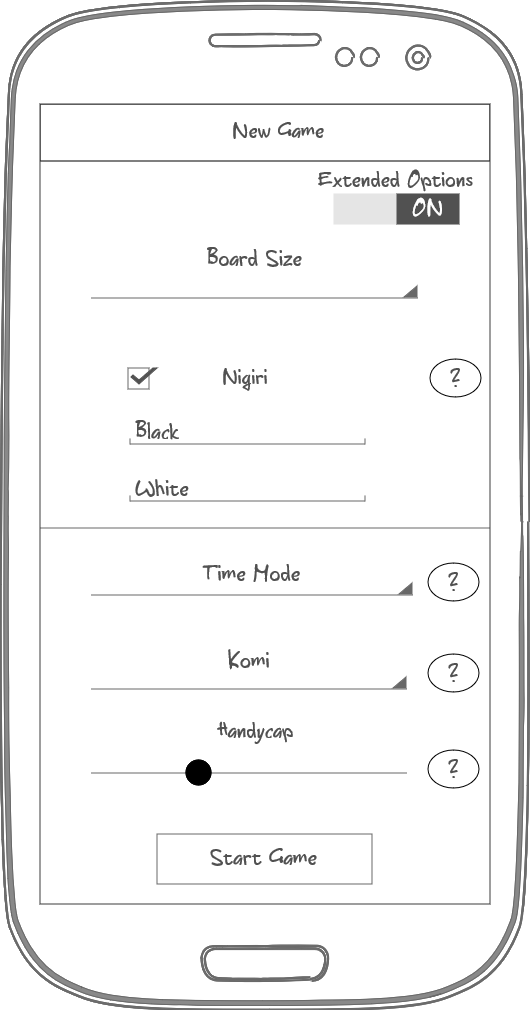 New Game
Extended Options
ON
Board Size
Nigiri ?
Black
White
Time Mode ?
Komi ?
Handycap ?
Start Game